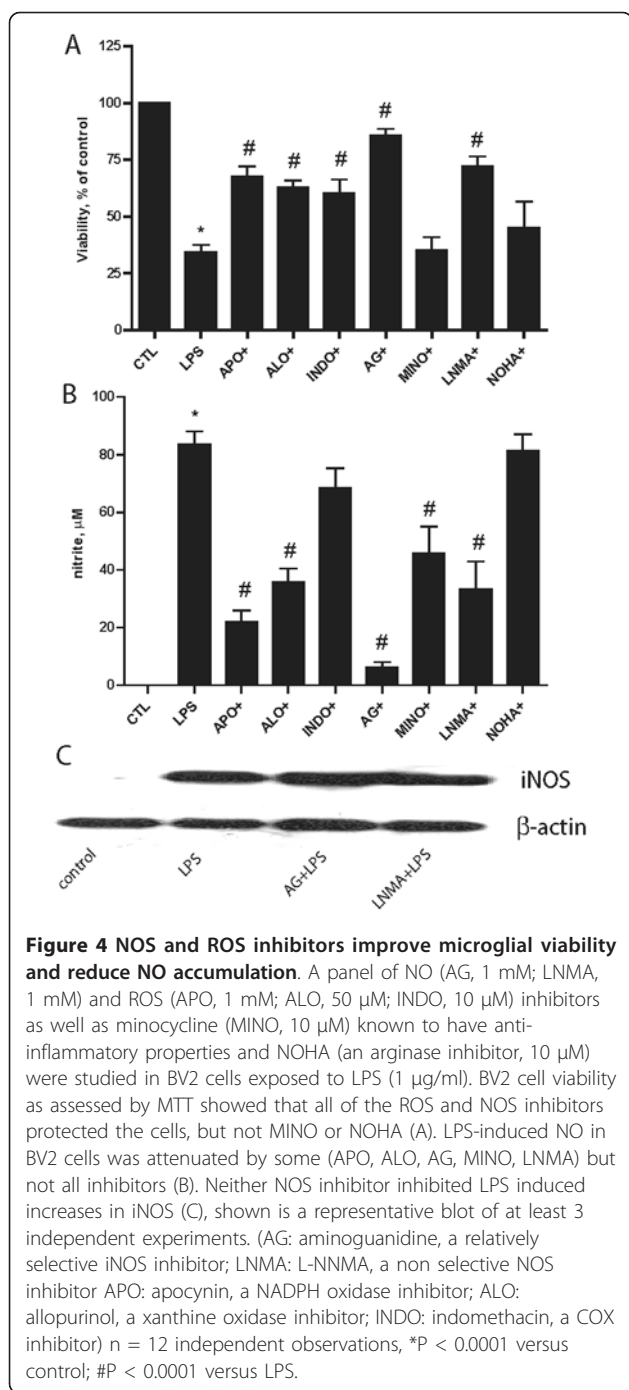 A
125
100
75
50
25
0
Viability, % of control
*
#
#
#
#
#
CTL
LPS
APO+
ALO+
INDO+
AG+
MINO+
LNMA+
NOHA+
B
100
80
60
40
20
0
nitrite, μM
*
#
#
#
#
#
CTL
LPS
APO+
ALO+
INDO+
AG+
MINO+
LNMA+
NOHA+
C
iNOS
β-actin
control
LPS
AG+LPS
LNMA+LPS
Figure 4 NOS and ROS inhibitors improve microglial viability
and reduce NO accumulation. A panel of NO (AG, 1 mM; LNMA,
1 mM) and ROS (APO, 1 mM; ALO, 50 μM; INDO, 10 μM) inhibitors
as well as minocycline (MINO, 10 μM) known to have anti-
inflammatory properties and NOHA (an arginase inhibitor, 10 μM)
were studied in BV2 cells exposed to LPS (1 μg/ml). BV2 cell viability
as assessed by MTT showed that all of the ROS and NOS inhibitors
protected the cells, but not MINO or NOHA (A). LPS-induced NO in
BV2 cells was attenuated by some (APO, ALO, AG, MINO, LNMA) but
not all inhibitors (B). Neither NOS inhibitor inhibited LPS induced
increases in iNOS (C), shown is a representative blot of at least 3
independent experiments. (AG: aminoguanidine, a relatively
selective iNOS inhibitor; LNMA: L-NNMA, a non selective NOS
inhibitor APO: apocynin, a NADPH oxidase inhibitor; ALO:
allopurinol, a xanthine oxidase inhibitor; INDO: indomethacin, a COX
inhibitor) n = 12 independent observations, *P < 0.0001 versus
control; #P < 0.0001 versus LPS.